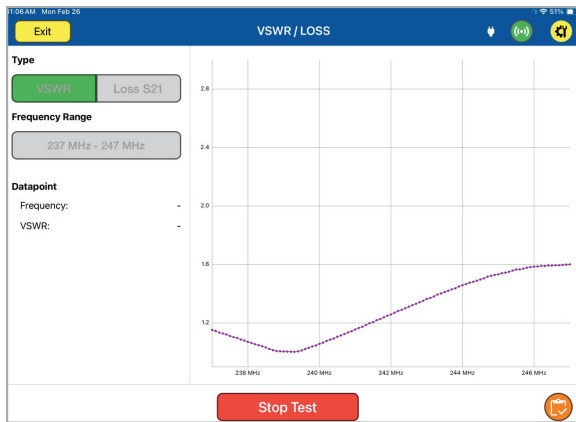 11:06 AM Mon Feb 26
51%
Exit
VSWR / LOSS
Type
VSWR
Loss S21
Frequency Range
237 MHz - 247 MHz
Datapoint
Frequency: -
VSWR: -
2.8
2.4
2.0
1.6
1.2
238 MHz
240 MHz
242 MHz
244 MHz
246 MHz
Stop Test